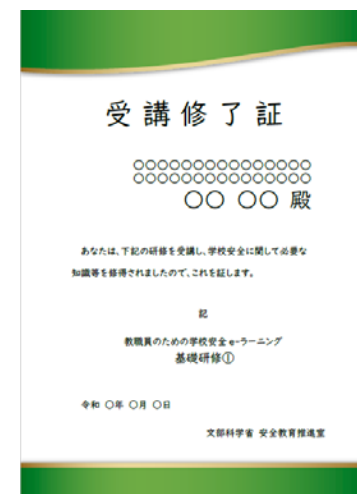 受講修了証
○○○○○○○○○○○○○○○
○○○○○○○○○○○○○○○
○○ ○○ 殿
あなたは、下記の研修を受講し、学校安全に関して必要な
知識等を修得されましたので、これを証します。
記
教職員のための学校安全 e-ラーニング
基礎研修①
令和 ○年 ○月 ○日
文部科学省 安全教育推進室